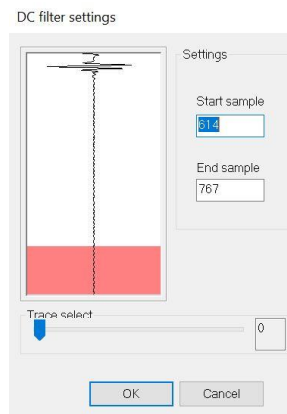 DC filter settings
Settings
Start sample
614
End sample
767
Trace select
0
OK
Cancel